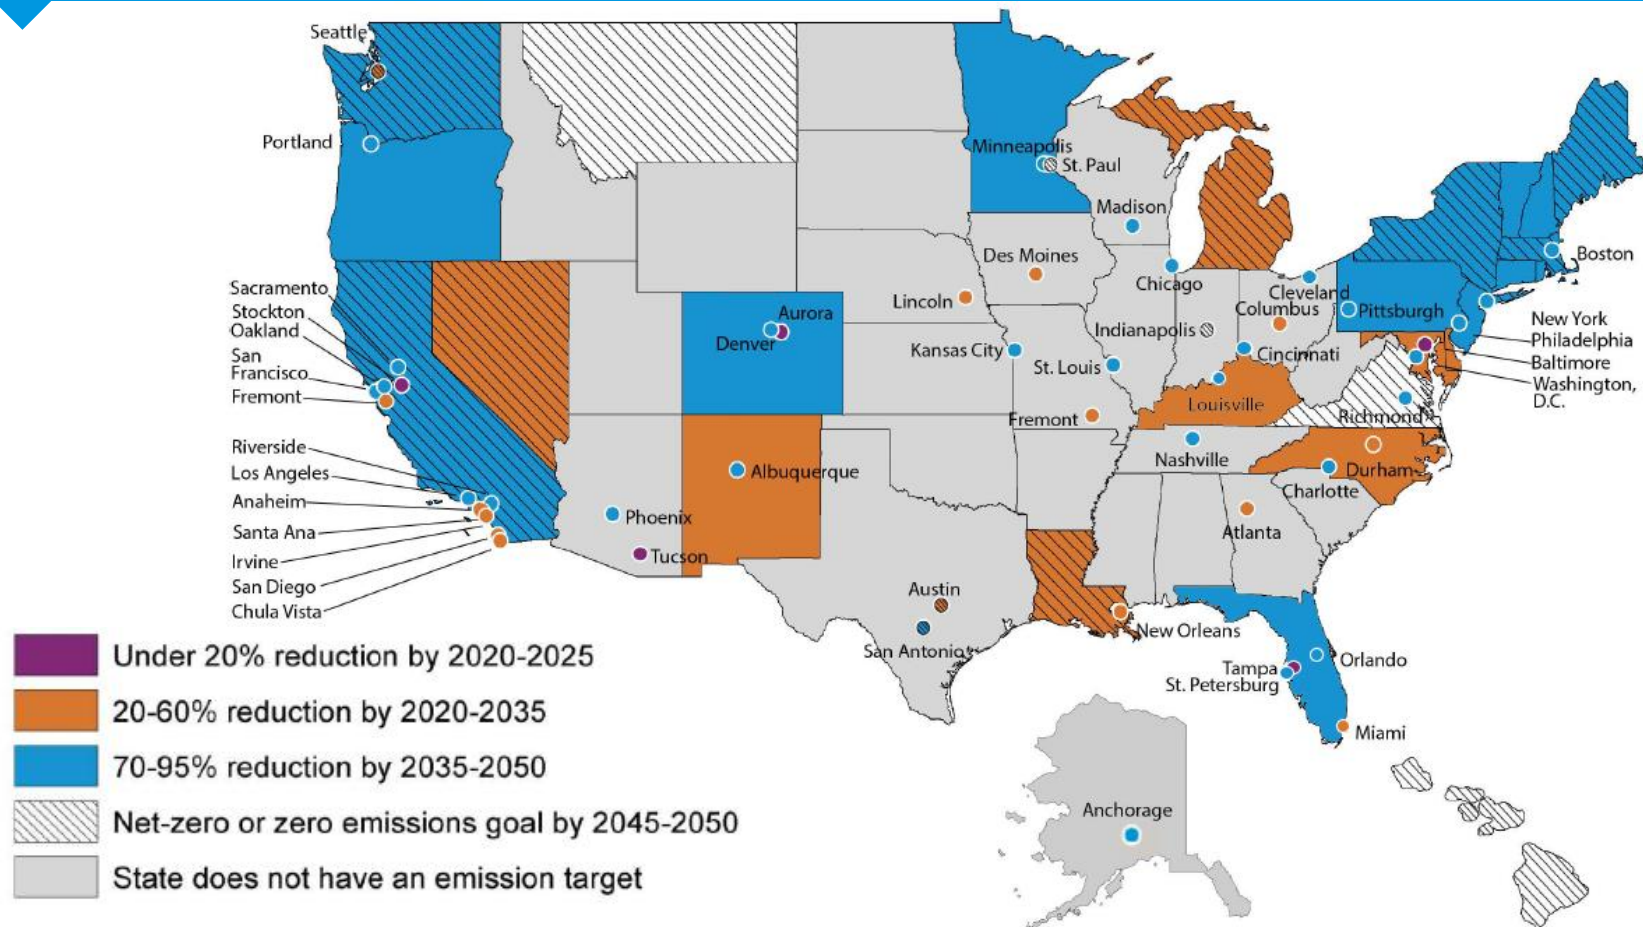 Seattle
Portland
Minneapolis
St. Paul
Madison
Boston
Des Moines
Chicago
Cleveland
Sacramento
Stockton
Oakland
San
Francisco
Fremont
Lincoln
Aurora
Denver
Columbus
Pittsburgh
Indianapolis
New York
Philadelphia
Baltimore
Washington,
D.C.
Kansas City
St. Louis
Cincinnati
Louisville
Richmond
Fremont
Riverside
Los Angeles
Anaheim
Santa Ana
Irvine
San Diego
Chula Vista
Albuquerque
Nashville
Durham
Charlotte
Phoenix
Tucson
Atlanta
Austin
San Antonio
New Orleans
Tampa
St. Petersburg
Orlando
Miami
Anchorage
Under 20% reduction by 2020-2025
20-60% reduction by 2020-2035
70-95% reduction by 2035-2050
Net-zero or zero emissions goal by 2045-2050
State does not have an emission target